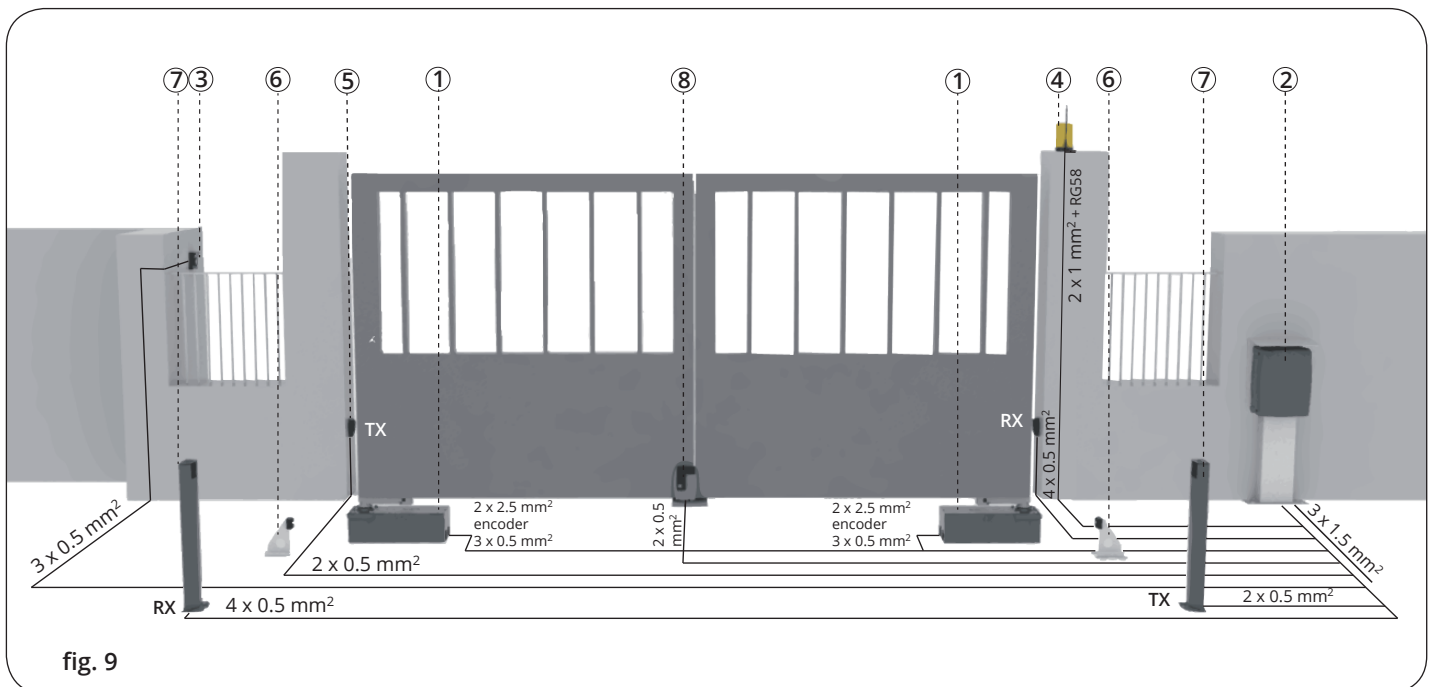 ⑦ ③ ⑥ ⑤ ① ⑧ ① ④ ⑥ ⑦ ②
2 x 1 mm² + RG58
TX
RX
4 x 0.5 mm²
3 x 0.5 mm²
2 x 2.5 mm²
encoder
3 x 0.5 mm²
2 x 0.5
mm²
2 x 2.5 mm²
encoder
3 x 0.5 mm²
3 x 1.5 mm²
2 x 0.5 mm²
RX
4 x 0.5 mm²
TX
2 x 0.5 mm²
fig. 9